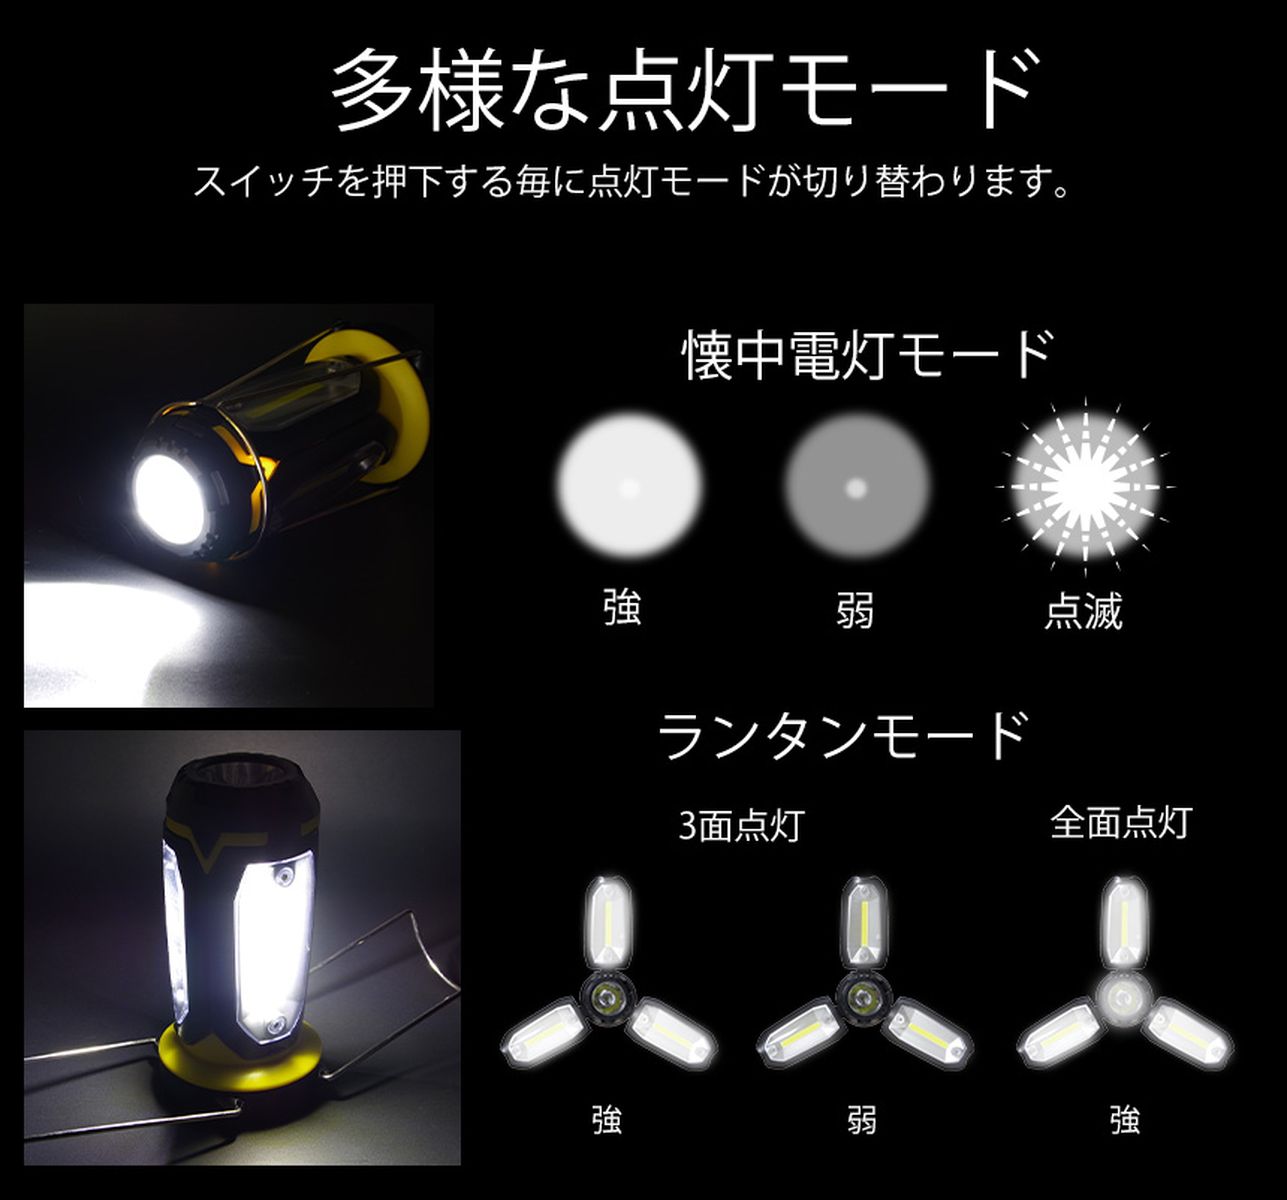 多様な点灯モード
スイッチを押下する毎に点灯モードが切り替わります。
懐中電灯モード
強
弱
点滅
ランタンモード
3面点灯
全面点灯
強
弱
強